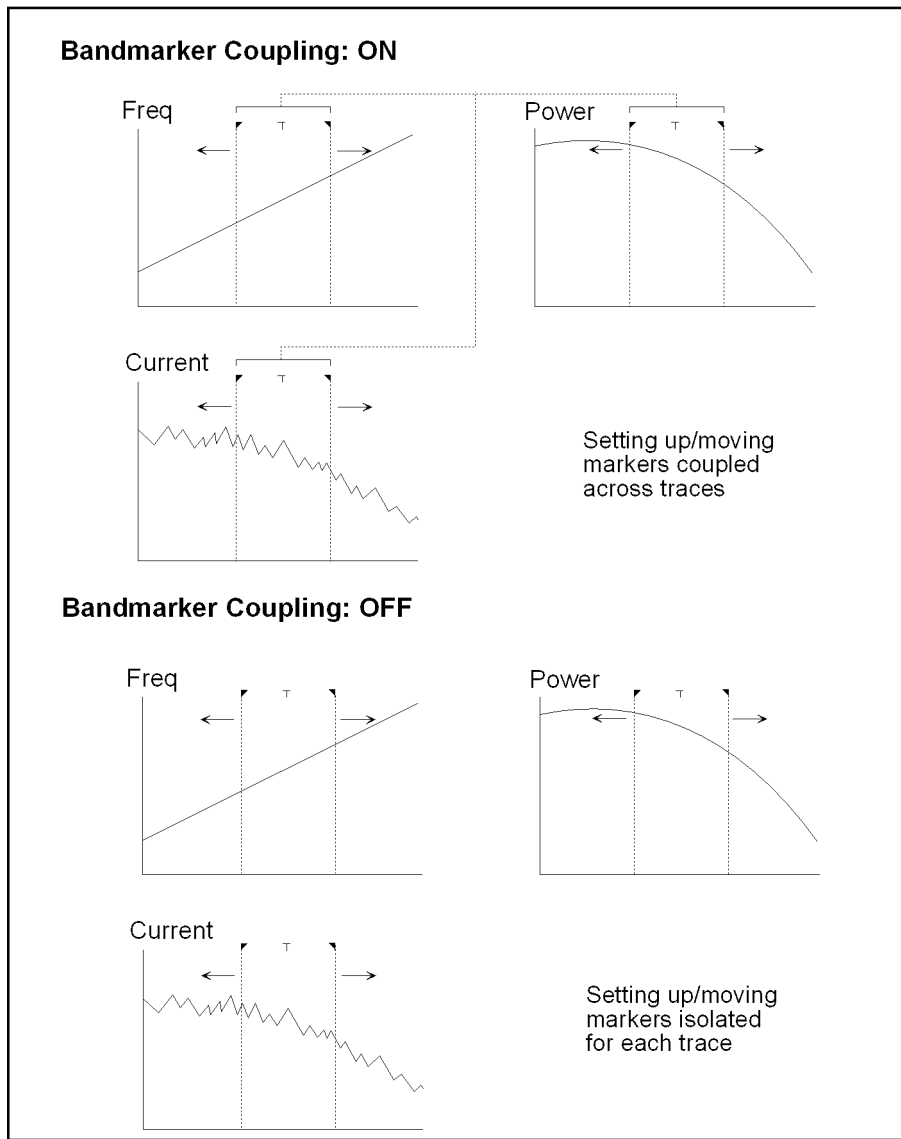 Bandmarker Coupling: ON
Freq
T
Power
T
Current
T
Setting up/moving
markers coupled
across traces
Bandmarker Coupling: OFF
Freq
T
Power
T
Current
T
Setting up/moving
markers isolated
for each trace